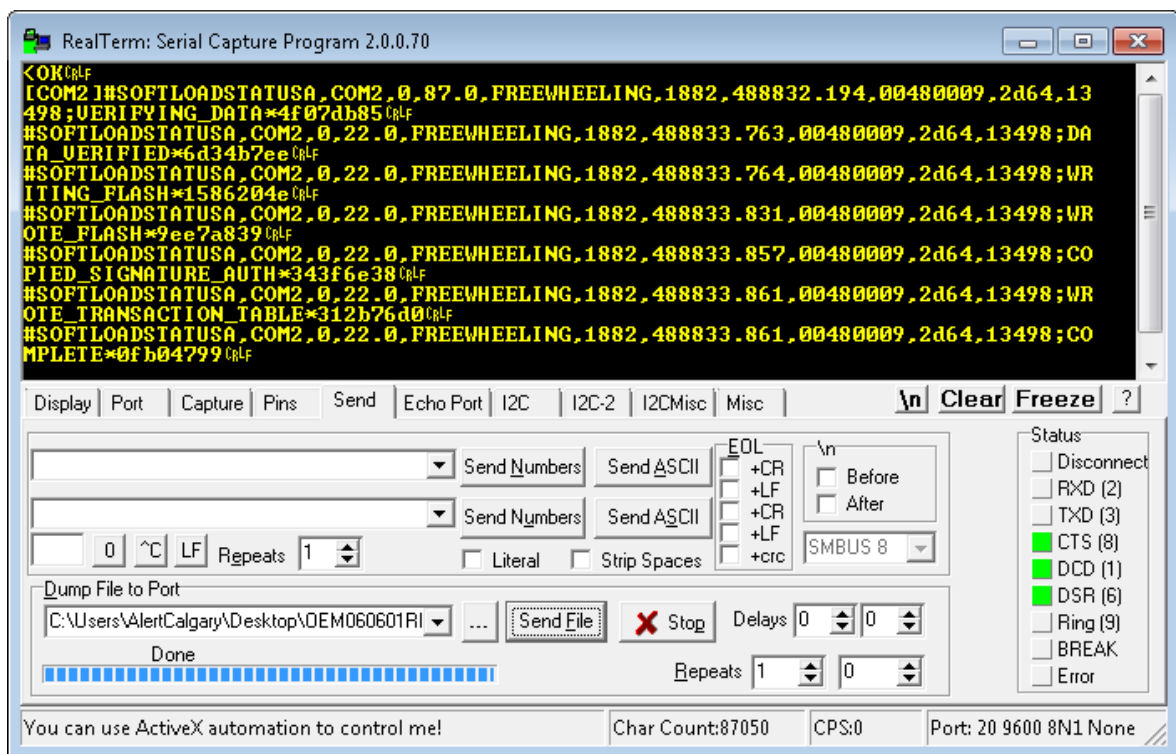 RealTerm: Serial Capture Program 2.0.0.70
<OKCRLF
[COM2]#SOFTLOADSTATUSA,COM2,0,87.0,FREEWHEELING,1882,488832.194,00480009,2d64,13
498;VERIFYING_DATA*4f07db85CRLF
#SOFTLOADSTATUSA,COM2,0,22.0,FREEWHEELING,1882,488833.763,00480009,2d64,13498;DA
TA_VERIFIED*6d34b7eeCRLF
#SOFTLOADSTATUSA,COM2,0,22.0,FREEWHEELING,1882,488833.764,00480009,2d64,13498;WR
ITING_FLASH*1586204eCRLF
#SOFTLOADSTATUSA,COM2,0,22.0,FREEWHEELING,1882,488833.831,00480009,2d64,13498;WR
OTE_FLASH*9ee7a839CRLF
#SOFTLOADSTATUSA,COM2,0,22.0,FREEWHEELING,1882,488833.857,00480009,2d64,13498;CO
PIED_SIGNATURE_AUTH*343f6e38CRLF
#SOFTLOADSTATUSA,COM2,0,22.0,FREEWHEELING,1882,488833.861,00480009,2d64,13498;WR
OTE_TRANSACTION_TABLE*312b76d0CRLF
#SOFTLOADSTATUSA,COM2,0,22.0,FREEWHEELING,1882,488833.861,00480009,2d64,13498;CO
MPLETE*0fb04799CRLF
Display Port Capture Pins Send Echo Port I2C I2C-2 I2CMisc Misc \n Clear Freeze ?
Send Numbers Send ASCII
Send Numbers Send ASCII
0 ^C LF Repeats 1
Literal Strip Spaces
EOL
+CR
+LF
+CR
+LF
+crc
\n
Before
After
SMBUS 8
Dump File to Port
C:\Users\AlertCalgary\Desktop\OEM060601RI ... Send File Stop Delays 0 0
Done
Repeats 1 0
Status
Disconnect
RXD (2)
TXD (3)
CTS (8)
DCD (1)
DSR (6)
Ring (9)
BREAK
Error
You can use ActiveX automation to control me! Char Count:87050 CPS:0 Port: 20 9600 8N1 None